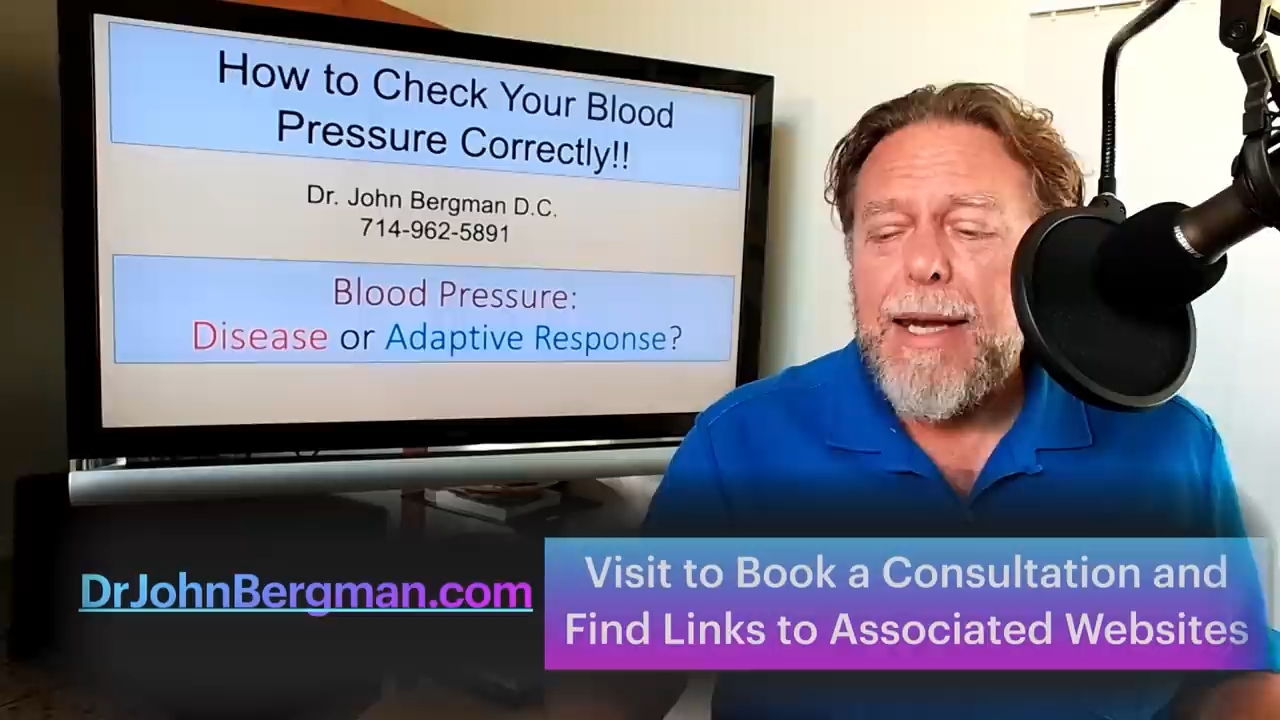 How to Check Your Blood
Pressure Correctly!!
Dr. John Bergman D.C.
714-962-5891
Blood Pressure:
Disease or Adaptive Response?
DrJohnBergman.com
Visit to Book a Consultation and
Find Links to Associated Websites